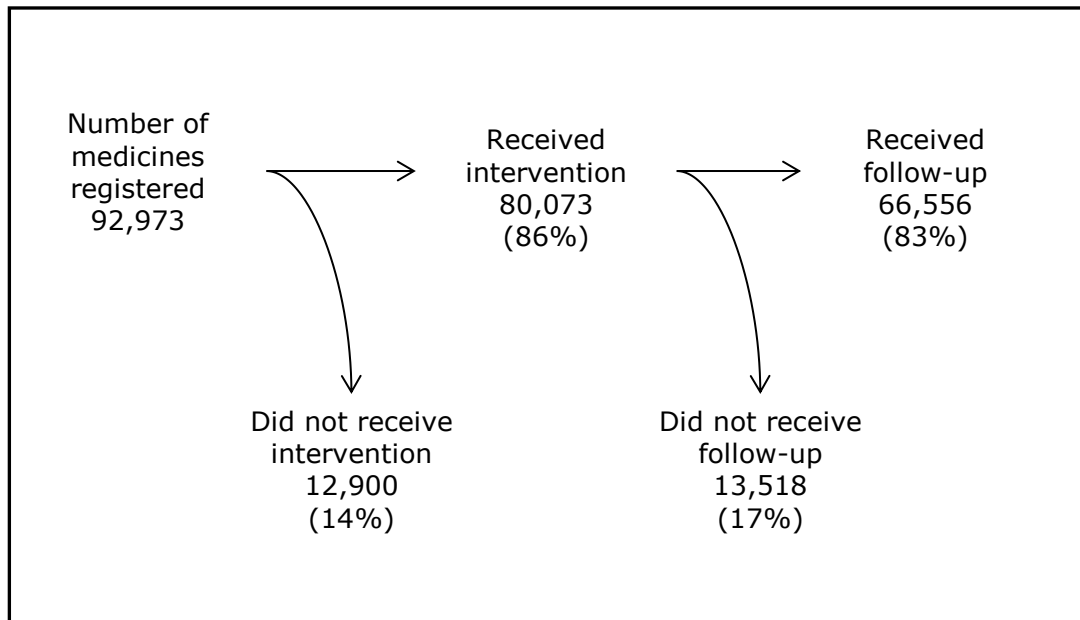 Number of
medicines
registered
92,973
Received
intervention
80,073
(86%)
Received
follow-up
66,556
(83%)
Did not receive
intervention
12,900
(14%)
Did not receive
follow-up
13,518
(17%)